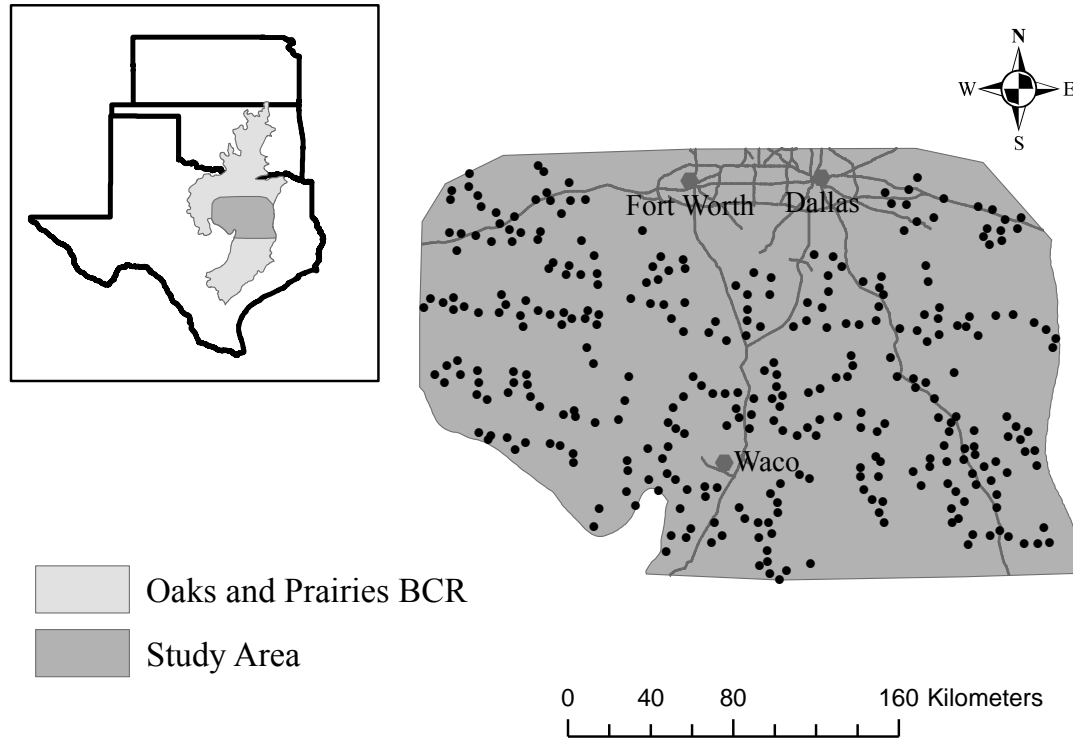 N
W E
S
Fort Worth Dallas
Waco
Oaks and Prairies BCR
Study Area
0 40 80 160 Kilometers